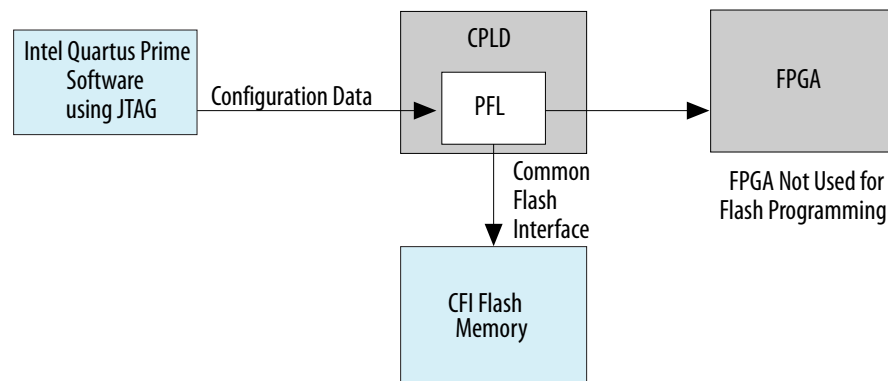 Intel Quartus Prime
Software
using JTAG
Configuration Data
CPLD
PFL
FPGA
FPGA Not Used for
Flash Programming
Common
Flash
Interface
CFI Flash
Memory